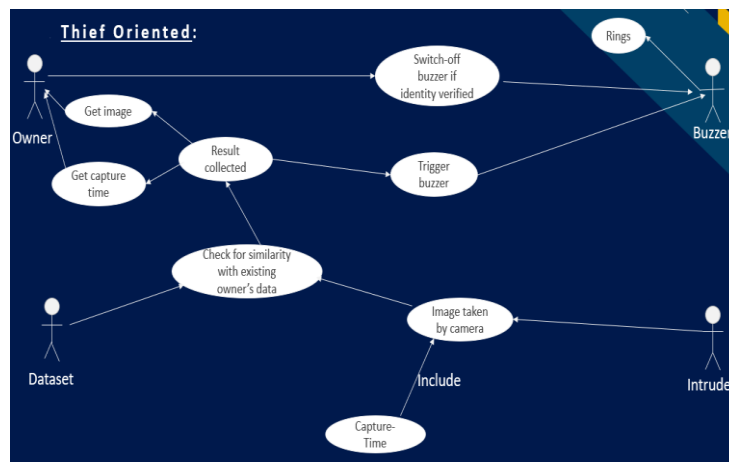 Thief Oriented:
Rings
Switch-off
buzzer if
identity verified
Get image
Owner
Buzzer
Result
collected
Get capture
time
Trigger
buzzer
Check for similarity
with existing
owner's data
Image taken
by camera
Dataset
Include
Intrude
Capture-
Time